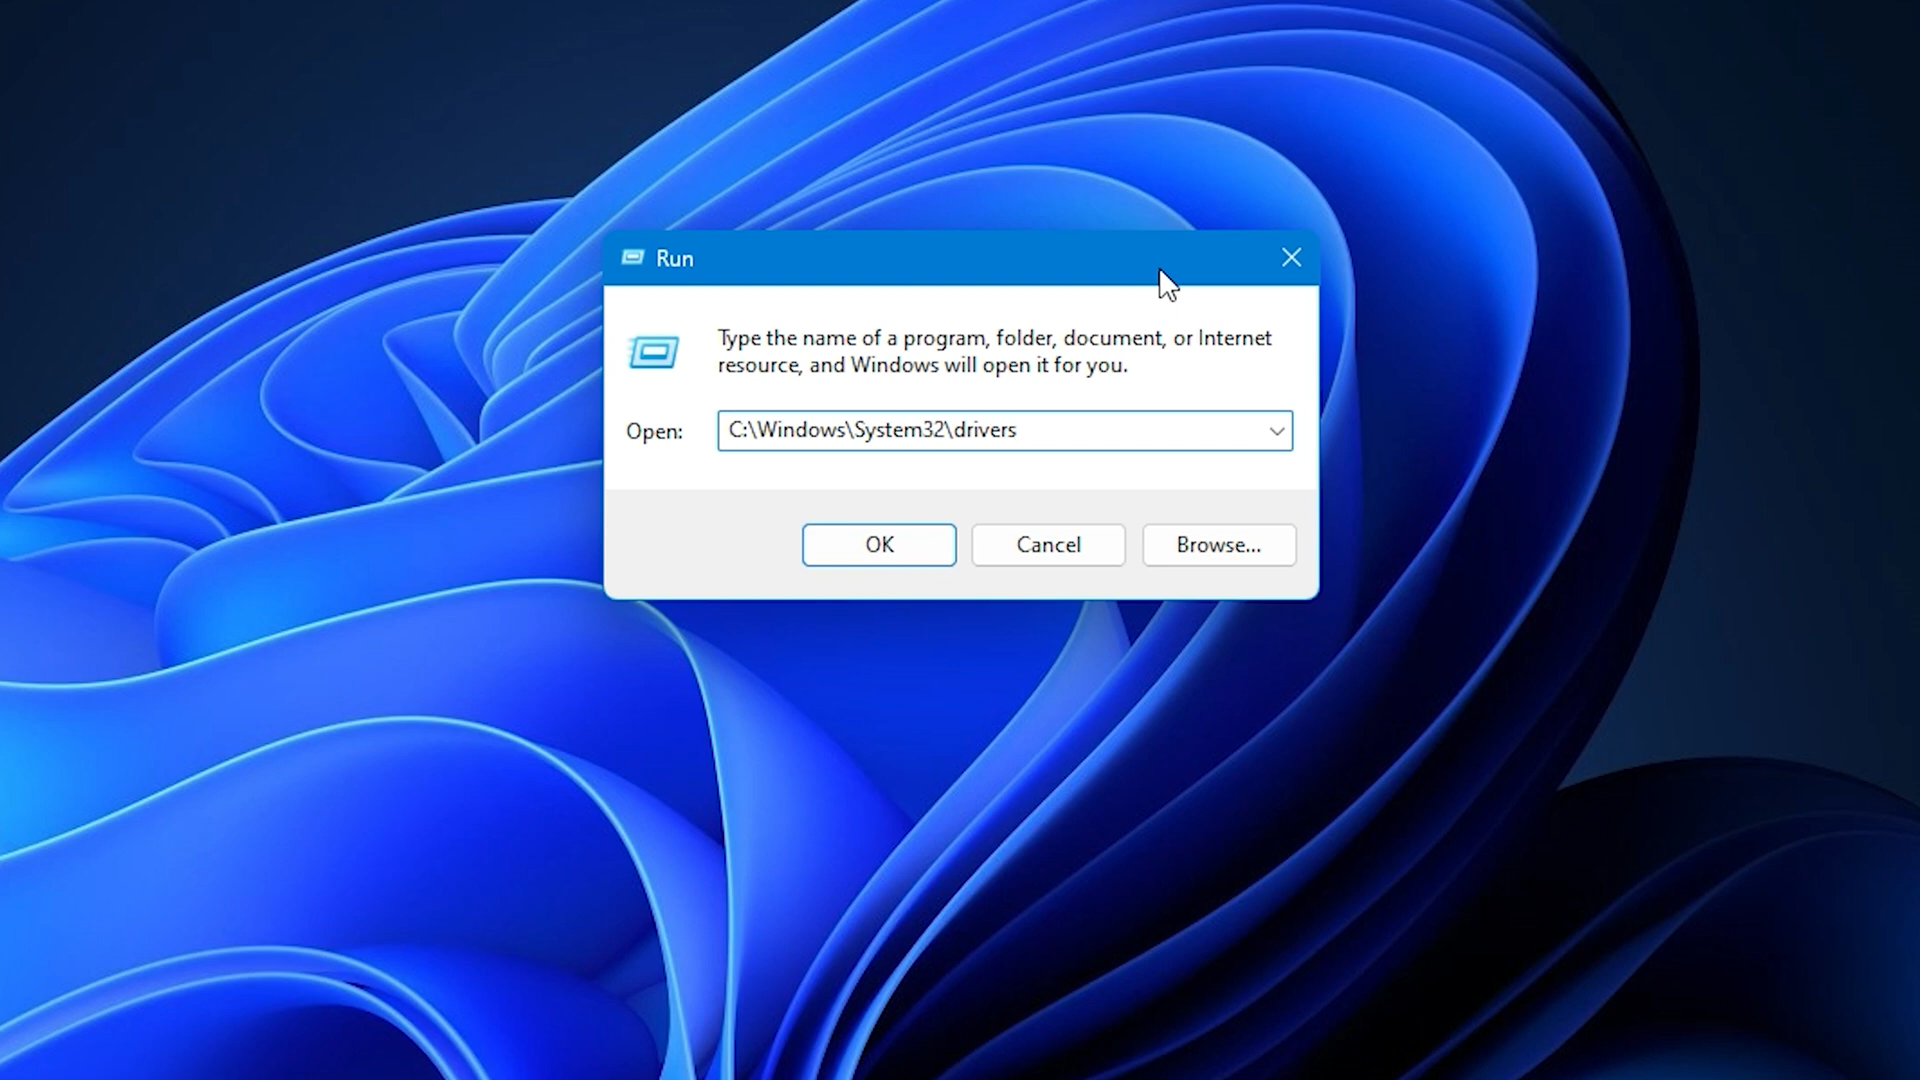 Run
Type the name of a program, folder, document, or Internet
resource, and Windows will open it for you.
Open: C:\Windows\System32\drivers
OK Cancel Browse...